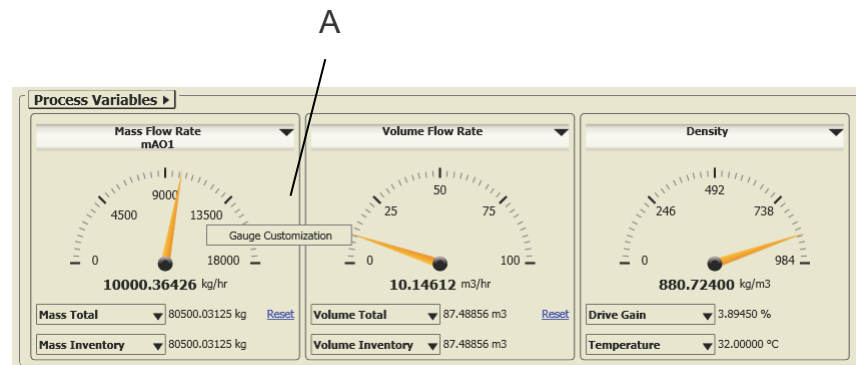 A
Process Variables
Mass Flow Rate
mAO1
0
4500
9000
13500
18000
10000.36426 kg/hr
Mass Total 80500.03125 kg Reset
Mass Inventory 80500.03125 kg
Gauge Customization
Volume Flow Rate
0
25
50
75
100
10.14612 m3/hr
Volume Total 87.48856 m3 Reset
Volume Inventory 87.48856 m3
Density
0
246
492
738
984
880.72400 kg/m3
Drive Gain 3.89450 %
Temperature 32.00000 °C